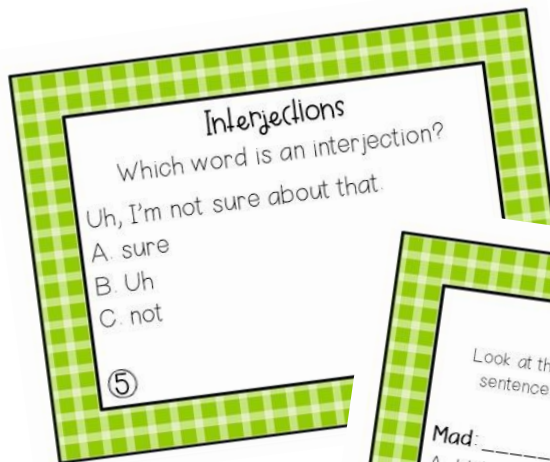 Interjections
Which word is an interjection?
Uh, I'm not sure about that.
A. sure
B. Uh
C. not
5
Look at
sentence
Mad: